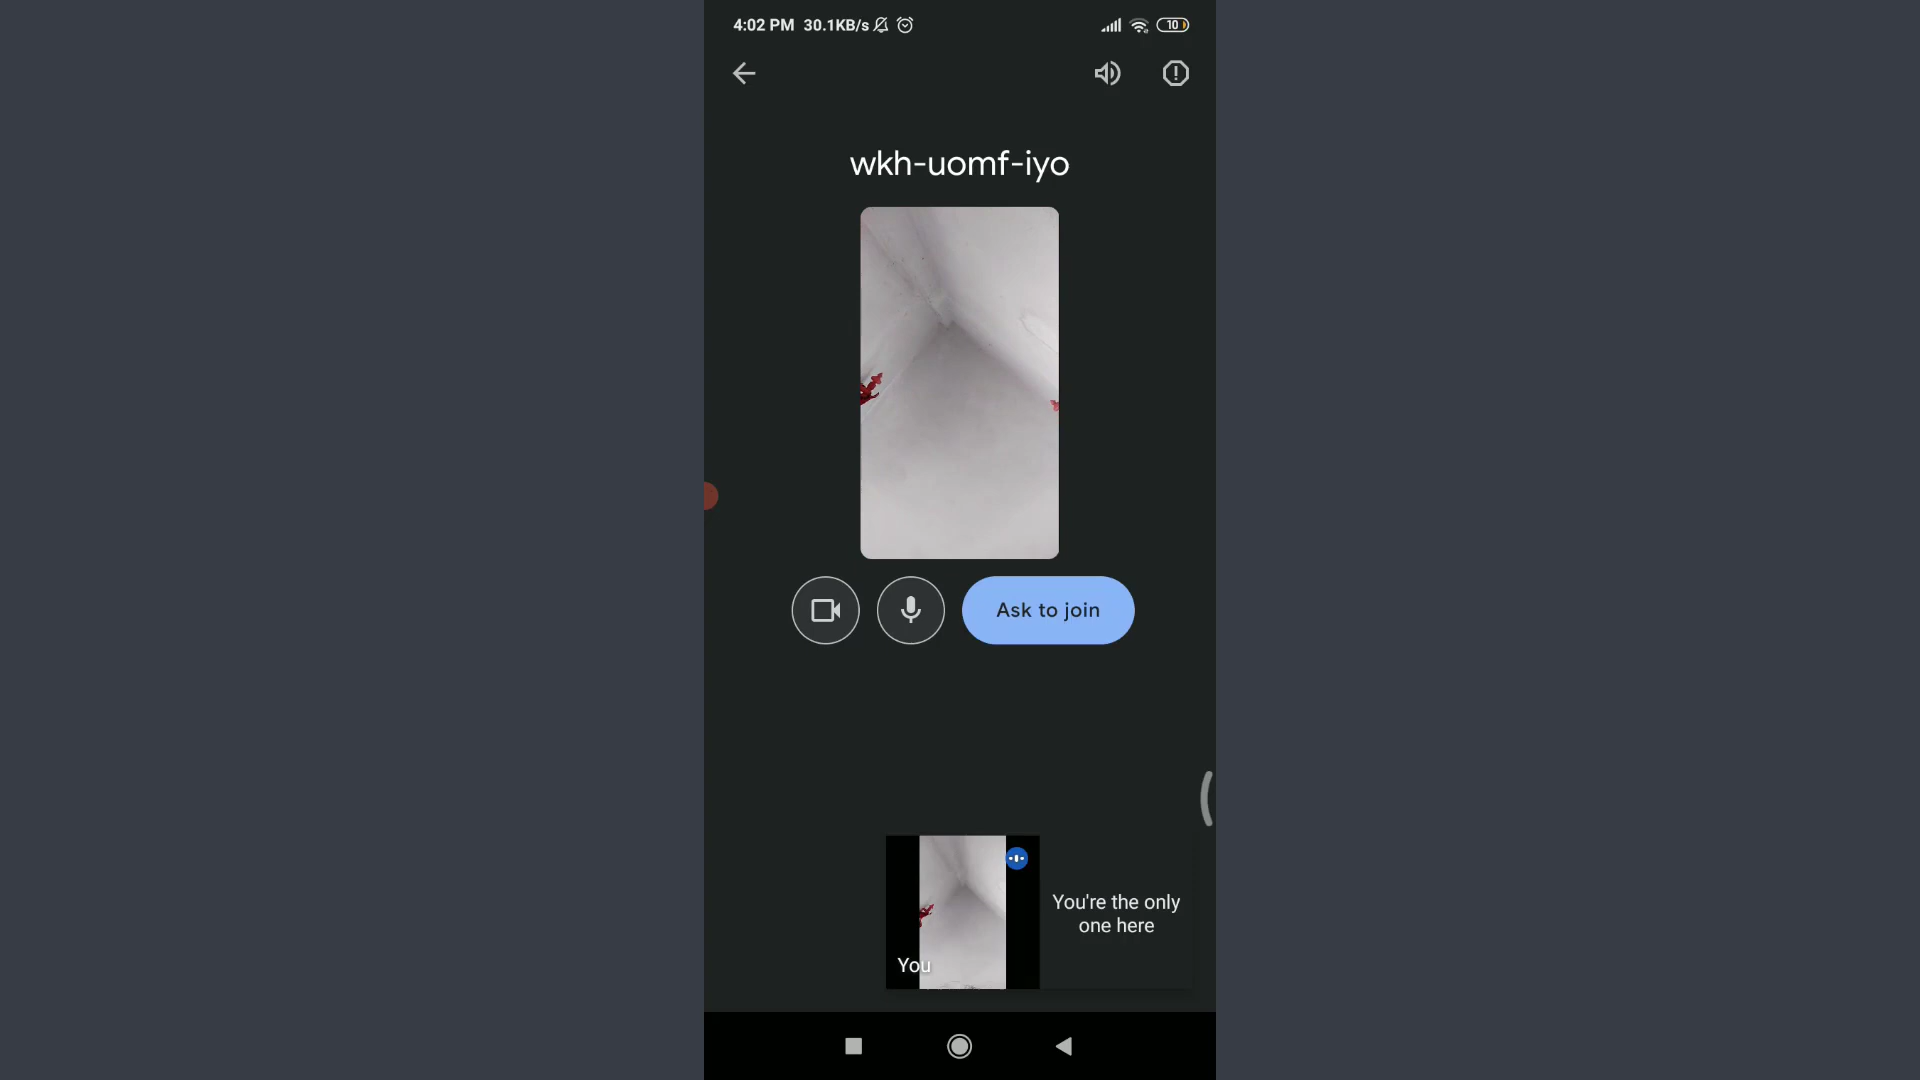 4:02 PM 30.1KB/s
10
wkh-uomf-iyo
Ask to join
You're the only
one here
You